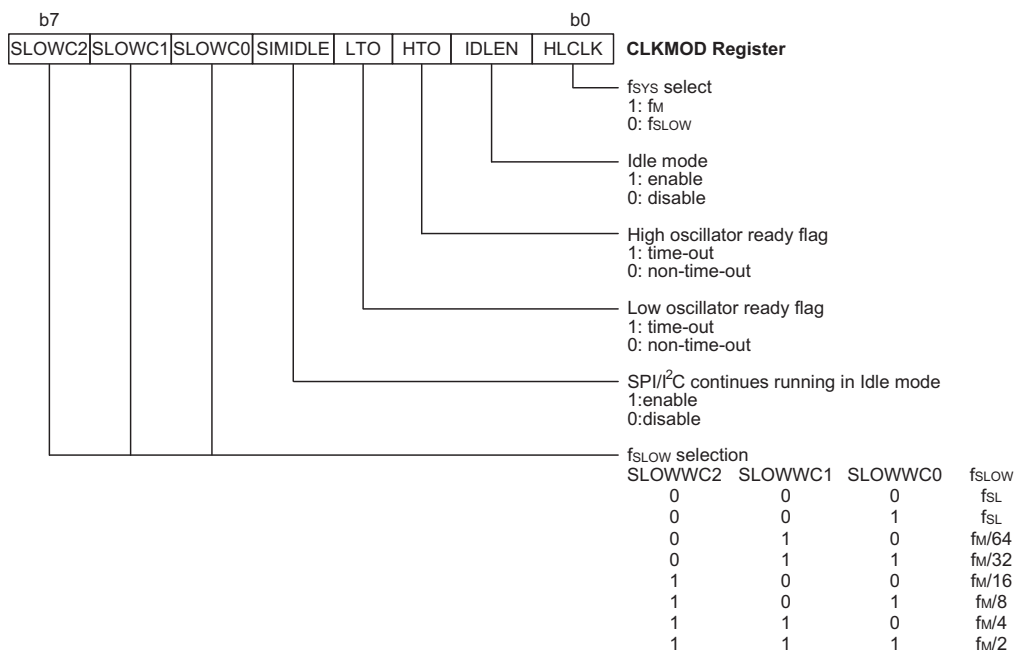 b7 b0
SLOWC2 SLOWC1 SLOWC0 SIMIDLE LTO HTO IDLEN HLCLK CLKMOD Register
fSYS select
1: fM
0: fSLOW
Idle mode
1: enable
0: disable
High oscillator ready flag
1: time-out
0: non-time-out
Low oscillator ready flag
1: time-out
0: non-time-out
SPI/I²C continues running in Idle mode
1:enable
0:disable
fSLOW selection
SLOWWC2 SLOWWC1 SLOWWC0 fSLOW
0 0 0 fSL
0 0 1 fSL
0 1 0 fM/64
0 1 1 fM/32
1 0 0 fM/16
1 0 1 fM/8
1 1 0 fM/4
1 1 1 fM/2